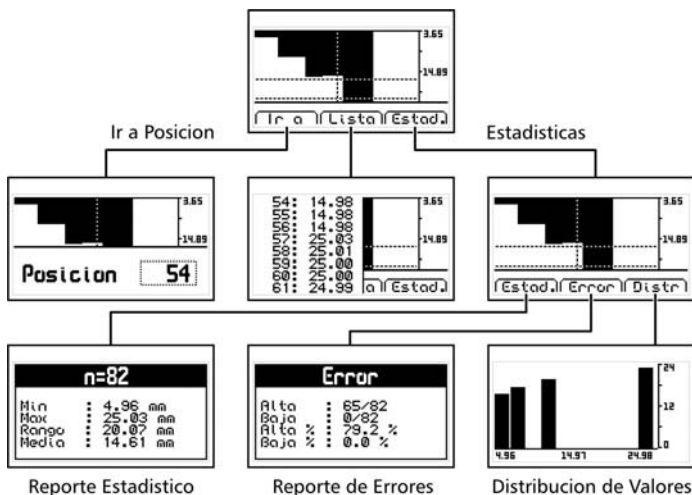 3.65
14.89
Ir a Lista Estad.
Ir a Posicion
Estadisticas
3.65
14.89
Posicion 54
54: 14.98
55: 14.98
56: 14.98
57: 25.03
58: 25.01
59: 25.00
60: 25.00
61: 24.99
3.65
14.89
a Estad.
3.65
14.89
Estad. Error Distr
n=82
Min : 4.96 mm
Max : 25.03 mm
Rango : 20.07 mm
Media : 14.61 mm
Error
Alta : 65/82
Baja : 0/82
Alta % : 79.2 %
Baja % : 0.0 %
24
12
0
4.96 14.97 24.98
Reporte Estadistico
Reporte de Errores
Distribucion de Valores